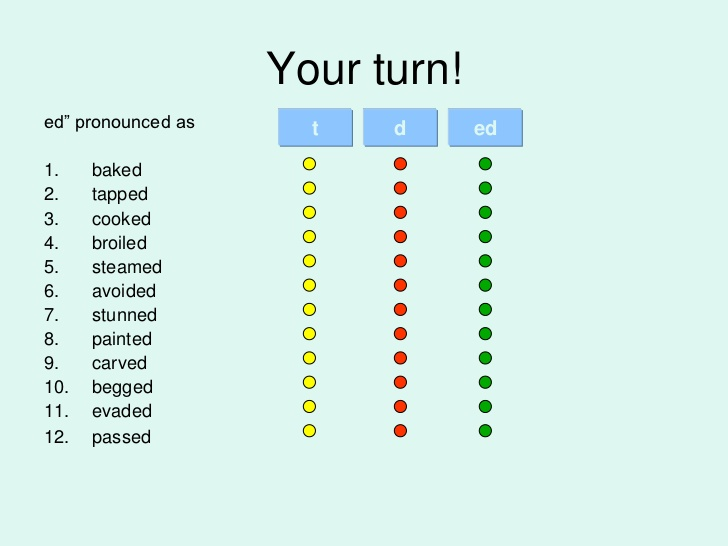 Your turn!
ed” pronounced as
t d ed
1. baked
2. tapped
3. cooked
4. broiled
5. steamed
6. avoided
7. stunned
8. painted
9. carved
10. begged
11. evaded
12. passed